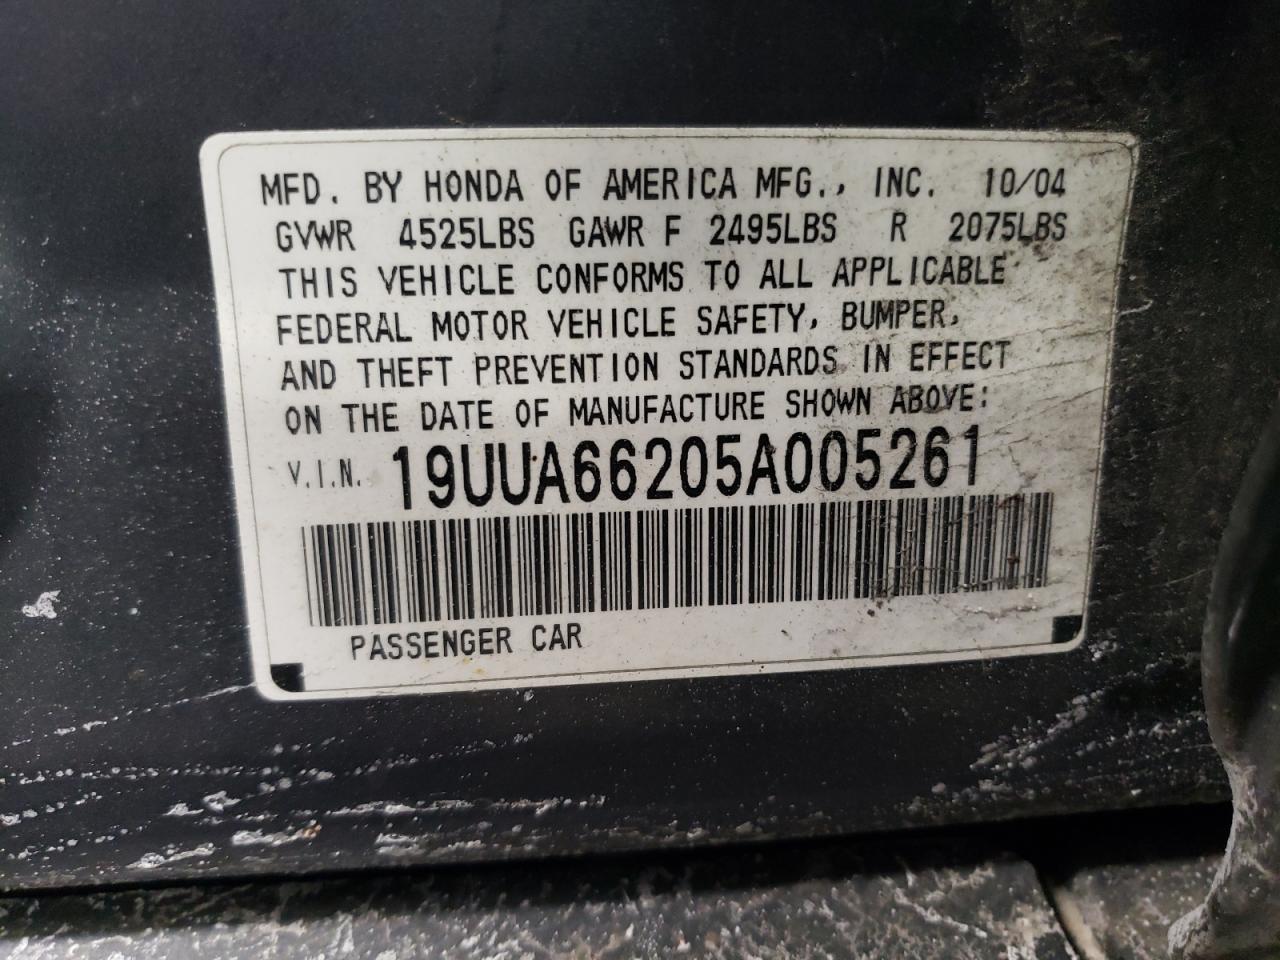 MFD. BY HONDA OF AMERICA MFG., INC. 10/04
GVWR 4525LBS GAWR F 2495LBS R 2075LBS
THIS VEHICLE CONFORMS TO ALL APPLICABLE
FEDERAL MOTOR VEHICLE SAFETY, BUMPER,
AND THEFT PREVENTION STANDARDS IN EFFECT
ON THE DATE OF MANUFACTURE SHOWN ABOVE:
V.I.N. 19UUA66205A005261
PASSENGER CAR